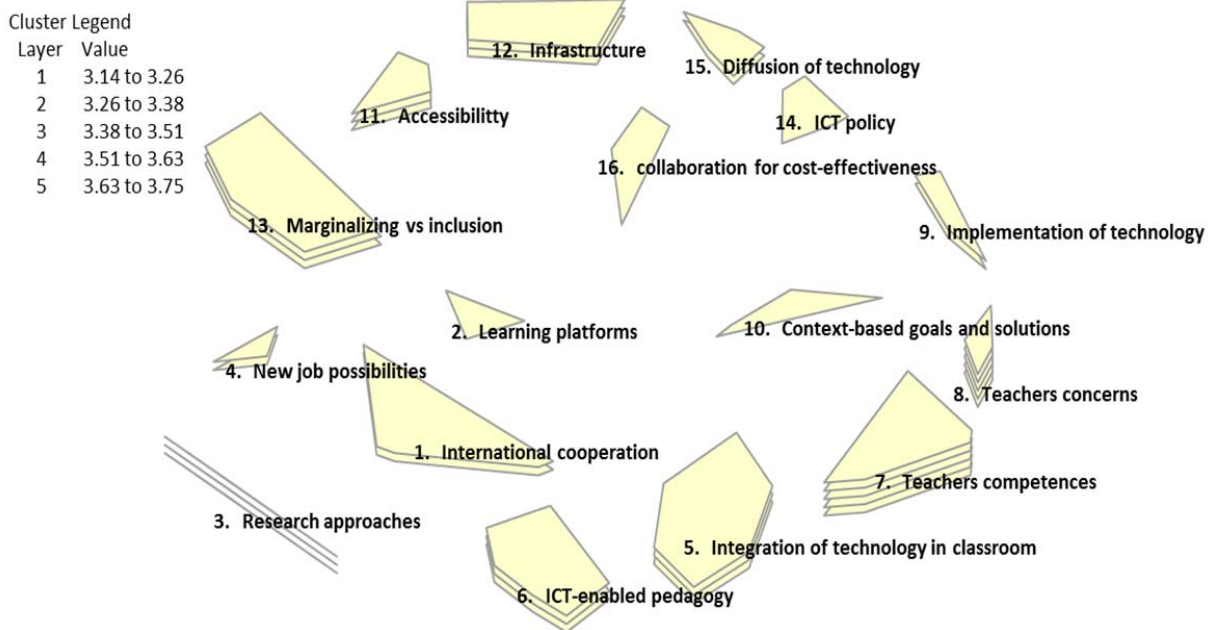 Cluster Legend
Layer Value
1 3.14 to 3.26
2 3.26 to 3.38
3 3.38 to 3.51
4 3.51 to 3.63
5 3.63 to 3.75
12. Infrastructure
15. Diffusion of technology
11. Accessibilitty
14. ICT policy
16. collaboration for cost-effectiveness
13. Marginalizing vs inclusion
9. Implementation of technology
2. Learning platforms
10. Context-based goals and solutions
4. New job possibilities
8. Teachers concerns
1. International cooperation
7. Teachers competences
3. Research approaches
5. Integration of technology in classroom
6. ICT-enabled pedagogy